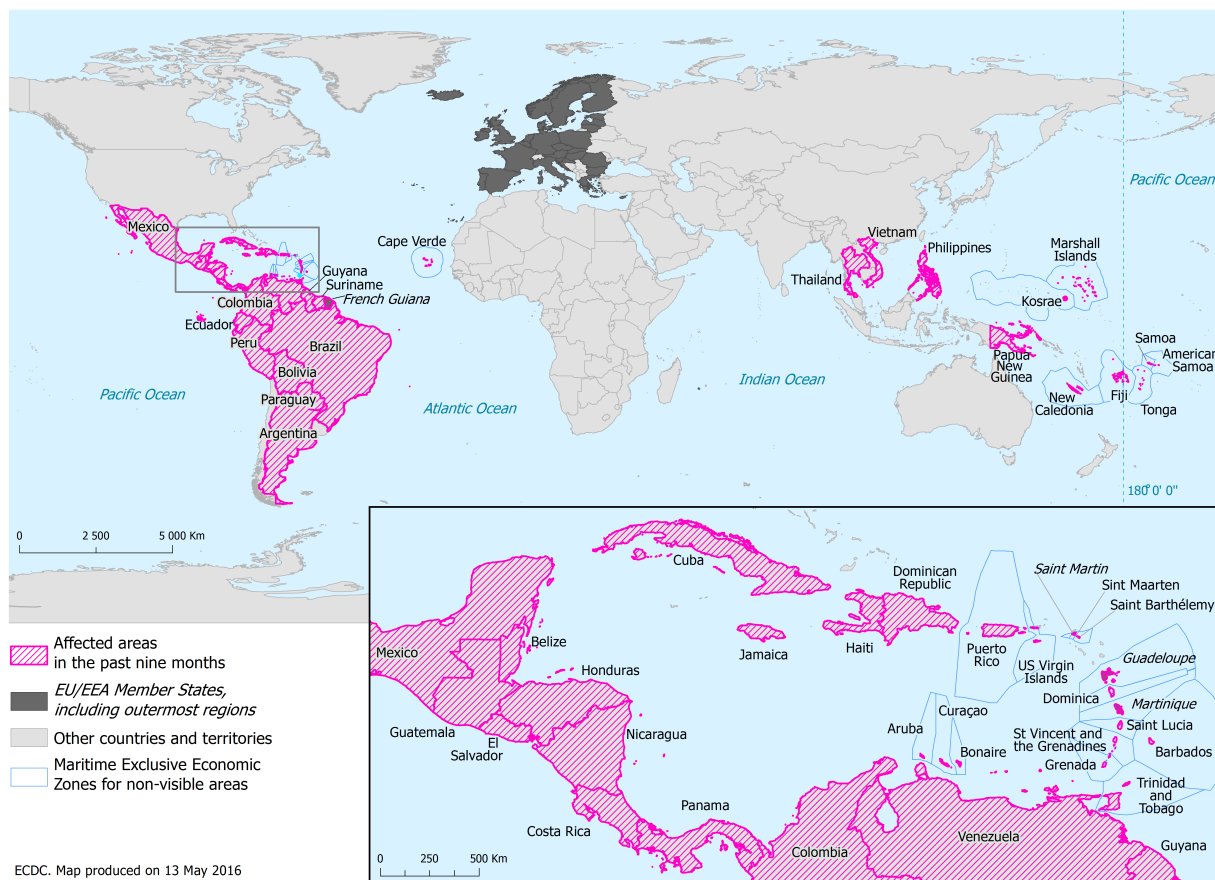 Pacific Ocean
Mexico
Cape Verde
Vietnam
Philippines
Marshall
Islands
Guyana
Suriname
French Guiana
Thailand
Colombia
Kosrae
Ecuador
Peru
Brazil
Samoa
American
Samoa
Papua
New
Guinea
Bolivia
Indian Ocean
Pacific Ocean
Paraguay
Atlantic Ocean
New
Caledonia
Fiji
Tonga
Argentina
180° 0' 0"
0 2 500 5 000 Km
Cuba
Dominican
Republic
Saint Martin
Sint Maarten
Saint Barthélemy
Belize
Mexico
Jamaica
Haiti
Puerto
Rico
US Virgin
Islands
Guadeloupe
Honduras
Dominica
Martinique
Curaçao
Aruba
Saint Lucia
Guatemala
El
Salvador
Nicaragua
St Vincent and
the Grenadines
Bonaire
Barbados
Grenada
Trinidad
and
Tobago
Panama
Costa Rica
Venezuela
Colombia
Guyana
0 250 500 Km
Affected areas
in the past nine months
EU/EEA Member States,
including outermost regions
Other countries and territories
Maritime Exclusive Economic
Zones for non-visible areas
ECDC. Map produced on 13 May 2016